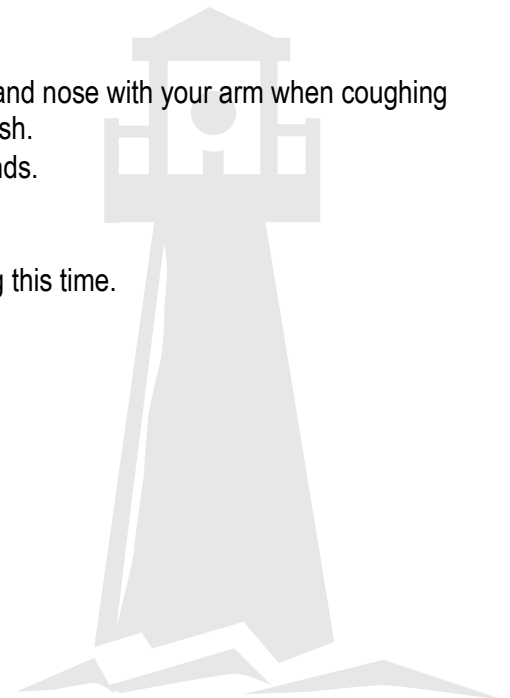 and nose with your arm when coughing
sh.
nds.
g this time.